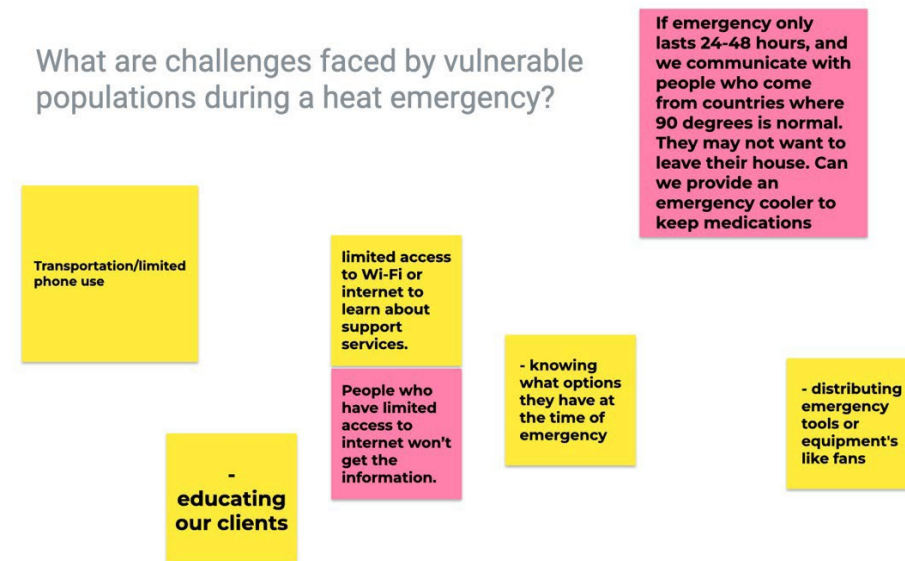 What are challenges faced by vulnerable
populations during a heat emergency?
If emergency only
lasts 24-48 hours, and
we communicate with
people who come
from countries where
90 degrees is normal.
They may not want to
leave their house. Can
we provide an
emergency cooler to
keep medications
Transportation/limited
phone use
limited access
to Wi-Fi or
internet to
learn about
support
services.
People who
have limited
access to
internet won't
get the
information.
- knowing
what options
they have at
the time of
emergency
- distributing
emergency
tools or
equipment's
like fans
-
educating
our clients